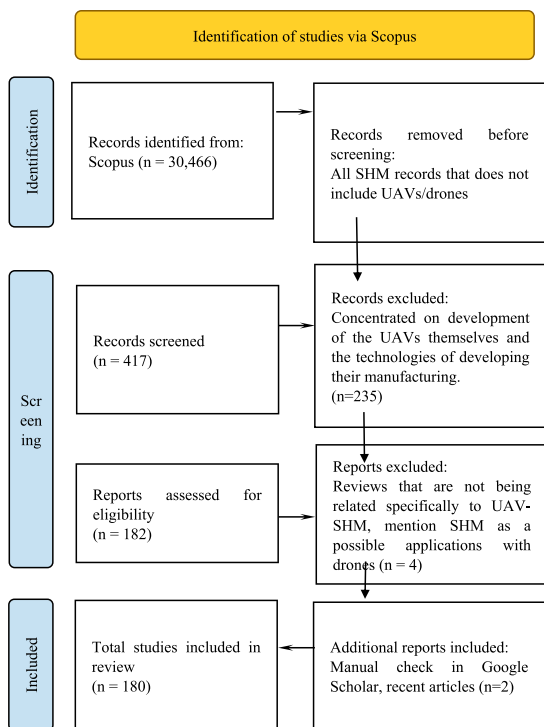 Identification of studies via Scopus
Identification
Records identified from:
Scopus (n = 30,466)
Records removed before
screening:
All SHM records that does not
include UAVs/drones
Scr
een
ing
Records screened
(n = 417)
Records excluded:
Concentrated on development
of the UAVs themselves and
the technologies of developing
their manufacturing.
(n=235)
Reports assessed for
eligibility
(n = 182)
Reports excluded:
Reviews that are not being
related specifically to UAV-
SHM, mention SHM as a
possible applications with
drones (n = 4)
Included
Total studies included in
review
(n = 180)
Additional reports included:
Manual check in Google
Scholar, recent articles (n=2)